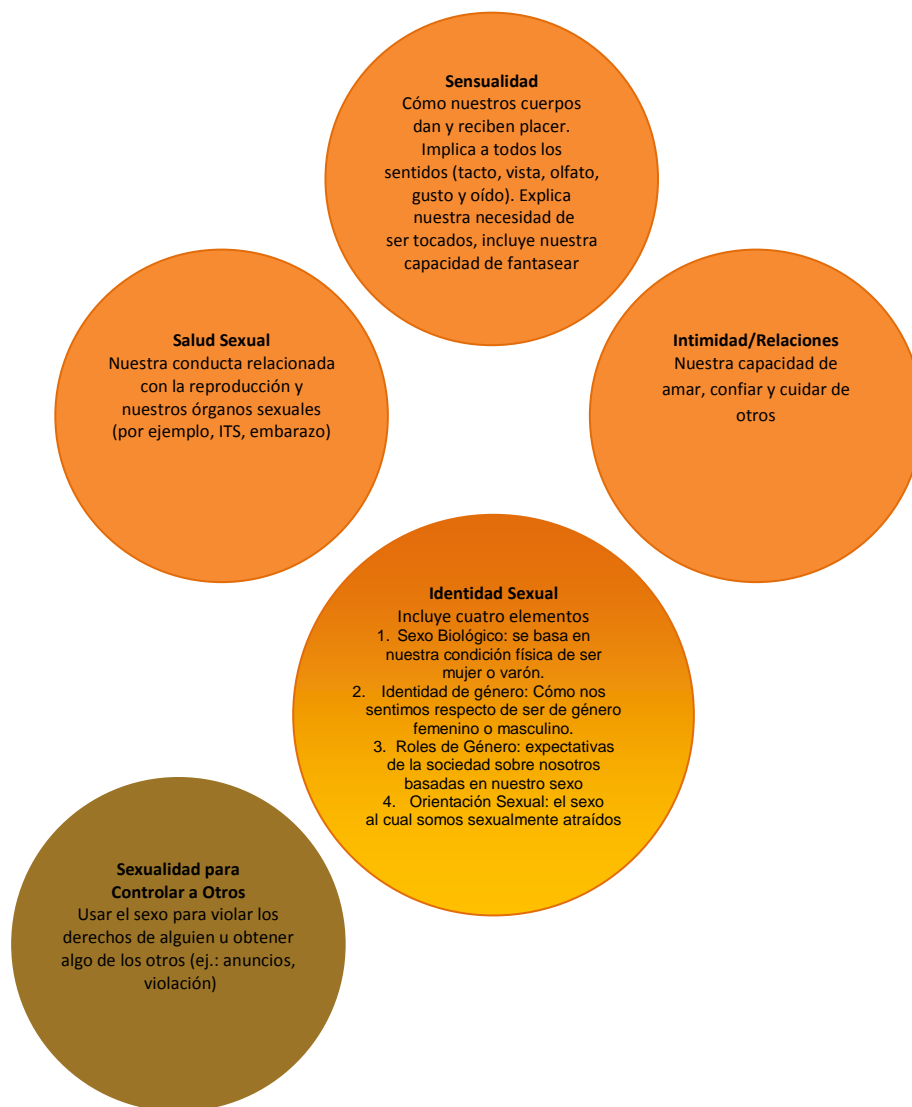 Sensualidad
Cómo nuestros cuerpos
dan y reciben placer.
Implica a todos los
sentidos (tacto, vista, olfato,
gusto y oído). Explica
nuestra necesidad de
ser tocados, incluye nuestra
capacidad de fantasear
Salud Sexual
Nuestra conducta relacionada
con la reproducción y
nuestros órganos sexuales
(por ejemplo, ITS, embarazo)
Intimidad/Relaciones
Nuestra capacidad de
amar, confiar y cuidar de
otros
Identidad Sexual
Incluye cuatro elementos
1. Sexo Biológico: se basa en
nuestra condición física de ser
mujer o varón.
2. Identidad de género: Cómo nos
sentimos respecto de ser de género
femenino o masculino.
3. Roles de Género: expectativas
de la sociedad sobre nosotros
basadas en nuestro sexo
4. Orientación Sexual: el sexo
al cual somos sexualmente atraídos
Sexualidad para
Controlar a Otros
Usar el sexo para violar los
derechos de alguien u obtener
algo de los otros (ej.: anuncios,
violación)